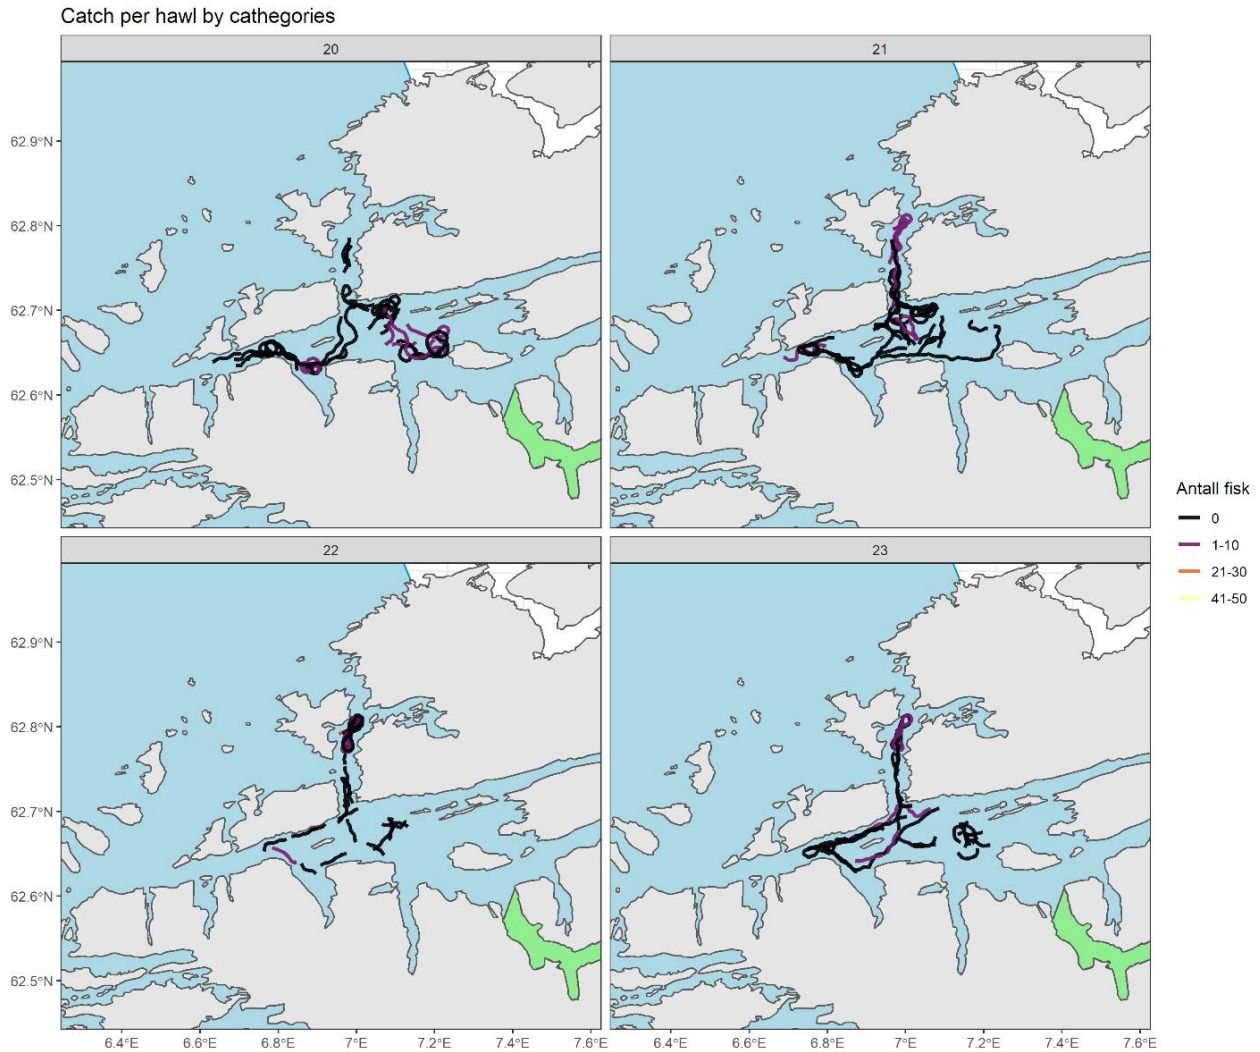 Catch per hawl by cathegories
20
21
62.9°N
62.8°N
62.7°N
62.6°N
62.5°N
Antall fisk
0
1-10
21-30
41-50
22
23
62.9°N
62.8°N
62.7°N
62.6°N
62.5°N
6.4°E 6.6°E 6.8°E 7°E 7.2°E 7.4°E 7.6°E 6.4°E 6.6°E 6.8°E 7°E 7.2°E 7.4°E 7.6°E